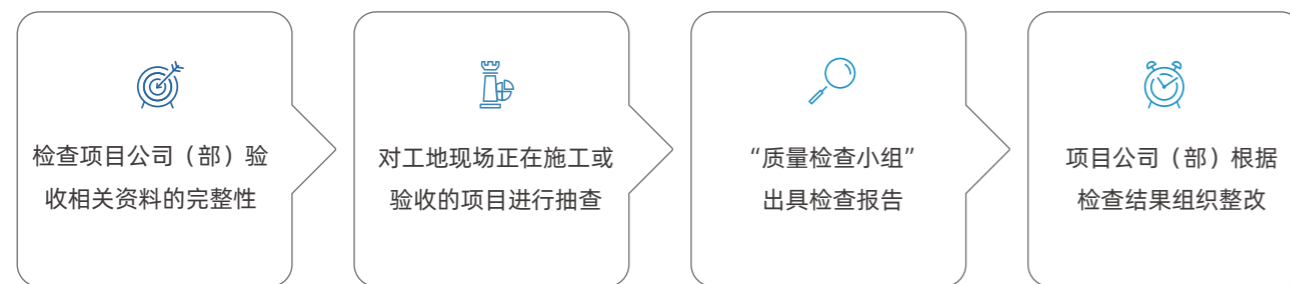 检查项目公司（部）验
收相关资料的完整性
对工地现场正在施工或
验收的项目进行抽查
“质量检查小组”
出具检查报告
项目公司（部）根据
检查结果组织整改